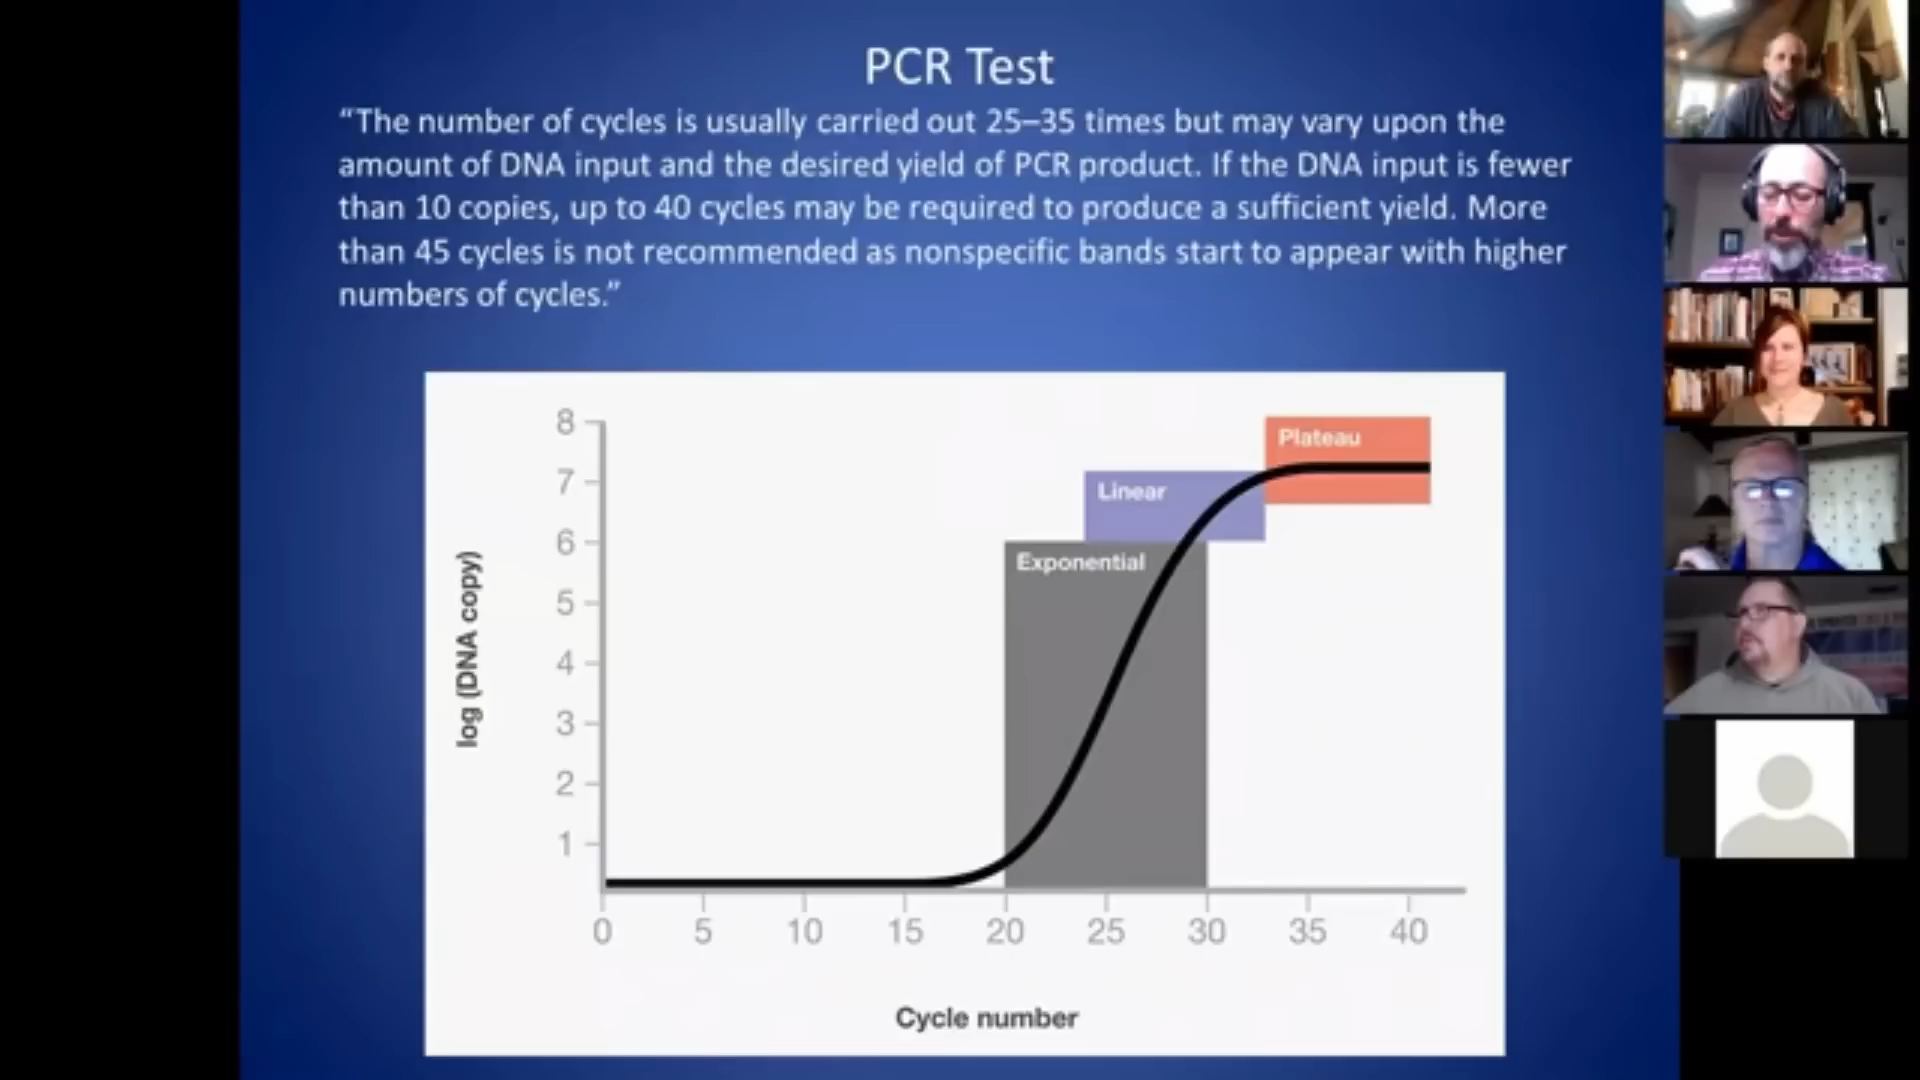 PCR Test
“The number of cycles is usually carried out 25–35 times but may vary upon the
amount of DNA input and the desired yield of PCR product. If the DNA input is fewer
than 10 copies, up to 40 cycles may be required to produce a sufficient yield. More
than 45 cycles is not recommended as nonspecific bands start to appear with higher
numbers of cycles.”
8
7
6
5
4
3
2
1
log (DNA copy)
Plateau
Linear
Exponential
0 5 10 15 20 25 30 35 40
Cycle number